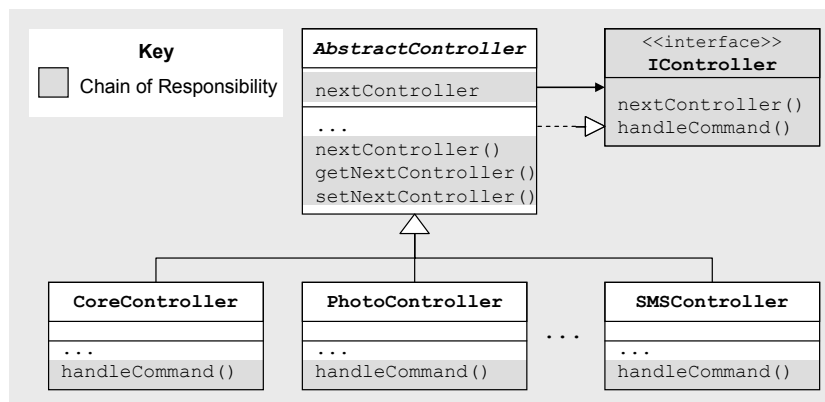 Key
Chain of Responsibility
AbstractController
nextController
...
nextController()
getNextController()
setNextController()
<<interface>>
IController
nextController()
handleCommand()
CoreController
...
handleCommand()
PhotoController
...
handleCommand()
...
SMSController
...
handleCommand()